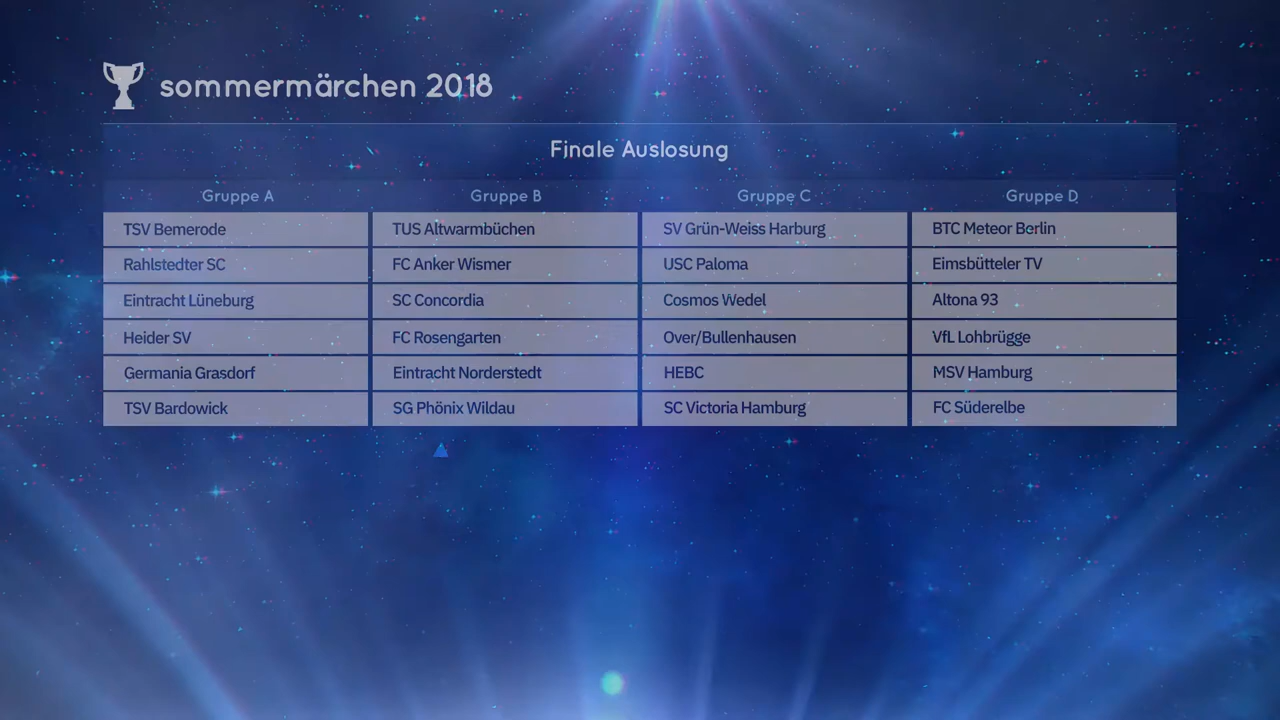 sommermärchen 2018
Finale Auslosung
Gruppe A Gruppe B Gruppe C Gruppe D
TSV Bemerode TUS Altwarmbüchen SV Grün-Weiss Harburg BTC Meteor Berlin
Rahlstedter SC FC Anker Wismer USC Paloma Eimsbütteler TV
Eintracht Lüneburg SC Concordia Cosmos Wedel Altona 93
Heider SV FC Rosengarten Over/Bullenhausen VfL Lohbrügge
Germania Grasdorf Eintracht Norderstedt HEBC MSV Hamburg
TSV Bardowick SG Phönix Wildau SC Victoria Hamburg FC Süderelbe